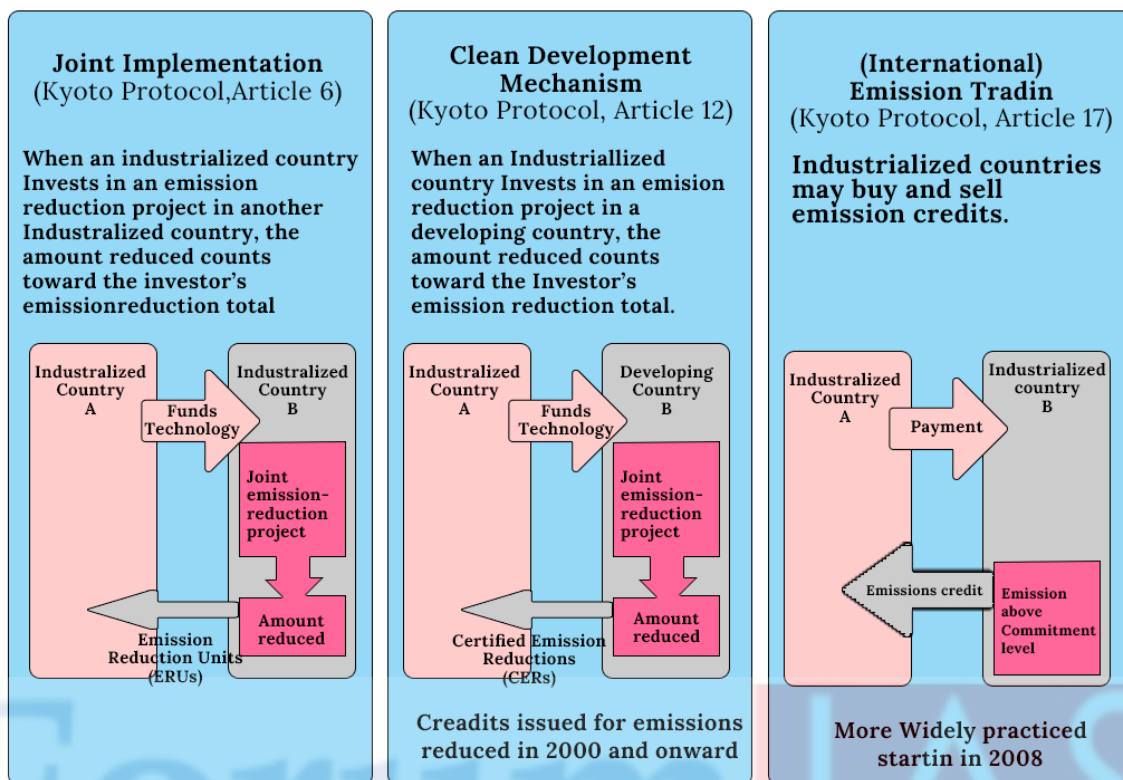 Joint Implementation
(Kyoto Protocol,Article 6)
When an industrialized country
Invests in an emission
reduction project in another
Industralized country, the
amount reduced counts
toward the investor's
emissionreduction total
Industralized
Country
A
Funds
Technology
Industralized
Country
B
Joint
emission-
reduction
project
Amount
reduced
Emission
Reduction Units
(ERUs)
Clean Development
Mechanism
(Kyoto Protocol, Article 12)
When an Industriallized
country Invests in an emision
reduction project in a
developing country, the
amount reduced counts
toward the Investor's
emission reduction total.
Industralized
Country
A
Funds
Technology
Developing
Country
B
Joint
emission-
reduction
project
Amount
reduced
Certified Emission
Reductions
(CERs)
Creadits issued for emissions
reduced in 2000 and onward
(International)
Emission Tradin
(Kyoto Protocol, Article 17)
Industrialized countries
may buy and sell
emission credits.
Industralized
Country
A
Payment
Industrialized
country
B
Emissions credit
Emission
above
Commitment
level
More Widely practiced
startin in 2008